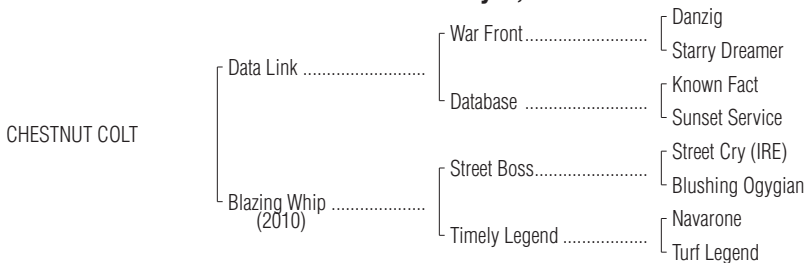 Danzig
War Front....................
Starry Dreamer
Data Link ..........................
Known Fact
Database ....................
Sunset Service
CHESTNUT COLT
Street Cry (IRE)
Street Boss..................
Blushing Ogygian
Blazing Whip ....................
(2010)
Navarone
Timely Legend ..................
Turf Legend